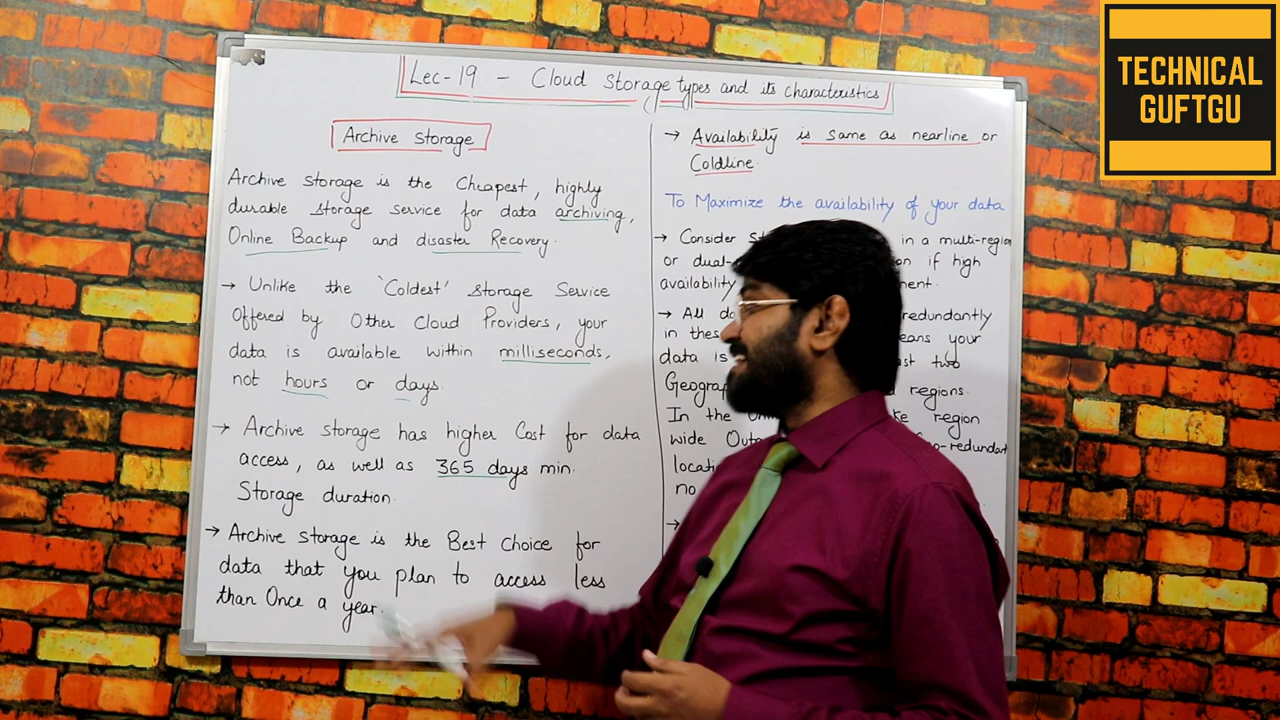 TECHNICAL
GUFTGU
Lec-19 - Cloud Storage types and its characteristics
Archive Storage
Archive Storage is the Cheapest, highly
durable Storage service for data archiving,
Online Backup and disaster Recovery.
→ Unlike the 'Coldest' Storage Service
Offered by Other Cloud Providers, your
data is available within milliseconds,
not hours or days.
→ Archive Storage has higher Cost for data
access, as well as 365 days min.
Storage duration.
→ Archive Storage is the Best Choice for
data that you plan to access less
than Once a year.
→ Availability is same as nearline or
Coldline.
To Maximize the availability of your data
→ Consider in a multi-region
or if high
availability
→ All redundantly
in your
data is two
regions.
In the region
wide
no